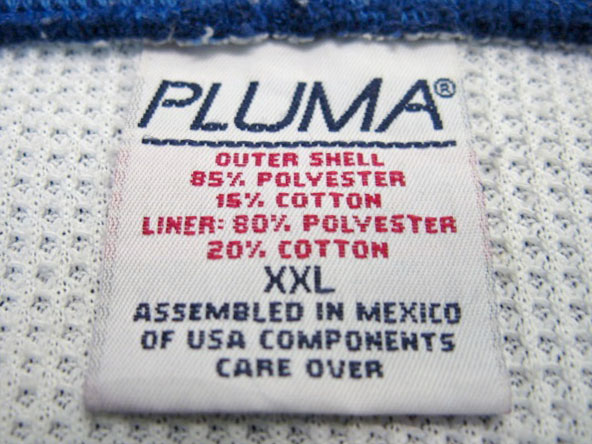 PLUMA®
OUTER SHELL
85% POLYESTER
15% COTTON
LINER: 80% POLYESTER
20% COTTON
XXL
ASSEMBLED IN MEXICO
OF USA COMPONENTS
CARE OVER